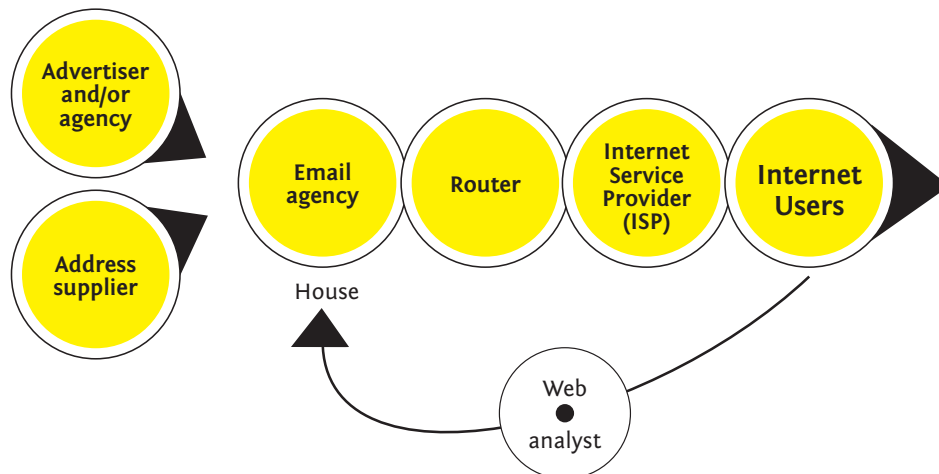 Advertiser
and/or
agency
Address
supplier
Email
agency
Router
Internet
Service
Provider
(ISP)
Internet
Users
House
Web
analyst